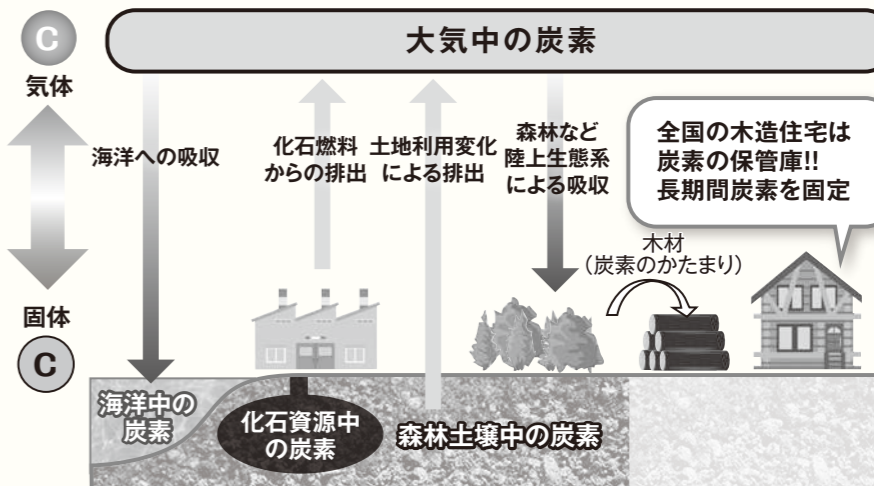 C
大気中の炭素
気体
海洋への吸収
化石燃料
からの排出
土地利用変化
による排出
森林など
陸上生態系
による吸収
全国の木造住宅は
炭素の保管庫!!
長期間炭素を固定
木材
(炭素のかたまり)
固体
C
海洋中の
炭素
化石資源中
の炭素
森林土壌中の炭素